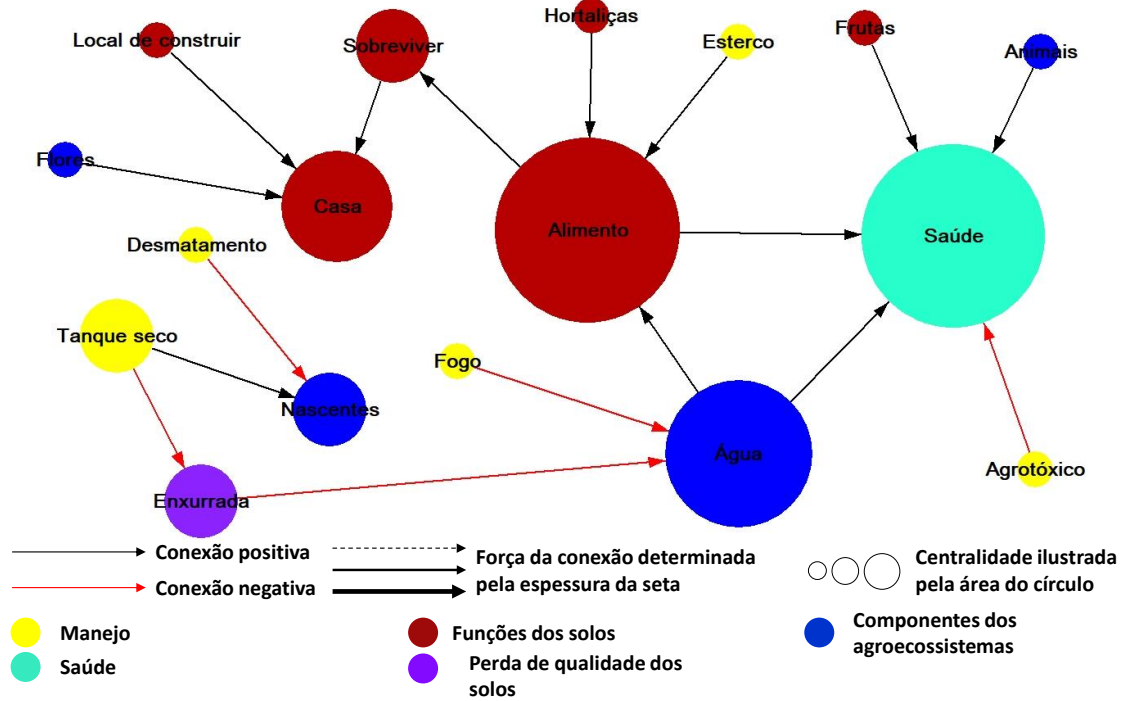 Hortaliças
Local de construir
Sobreviver
Esterco
Frutas
Animais
Flores
Casa
Alimento
Saúde
Desmatamento
Tanque seco
Fogo
Nascentes
Água
Agrotóxico
Enxurrada
Conexão positiva
Conexão negativa
Força da conexão determinada
pela espessura da seta
Centralidade ilustrada
pela área do círculo
Manejo
Saúde
Funções dos solos
Perda de qualidade dos
solos
Componentes dos
agroecossistemas